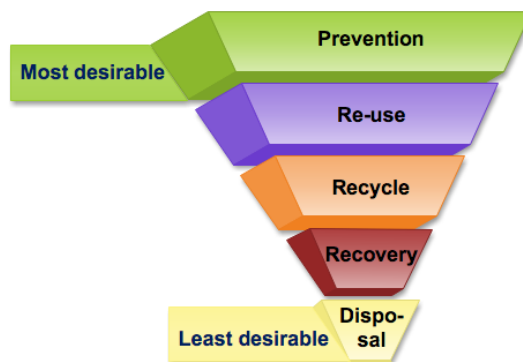 Prevention
Most desirable
Re-use
Recycle
Recovery
Dispo-
sal
Least desirable